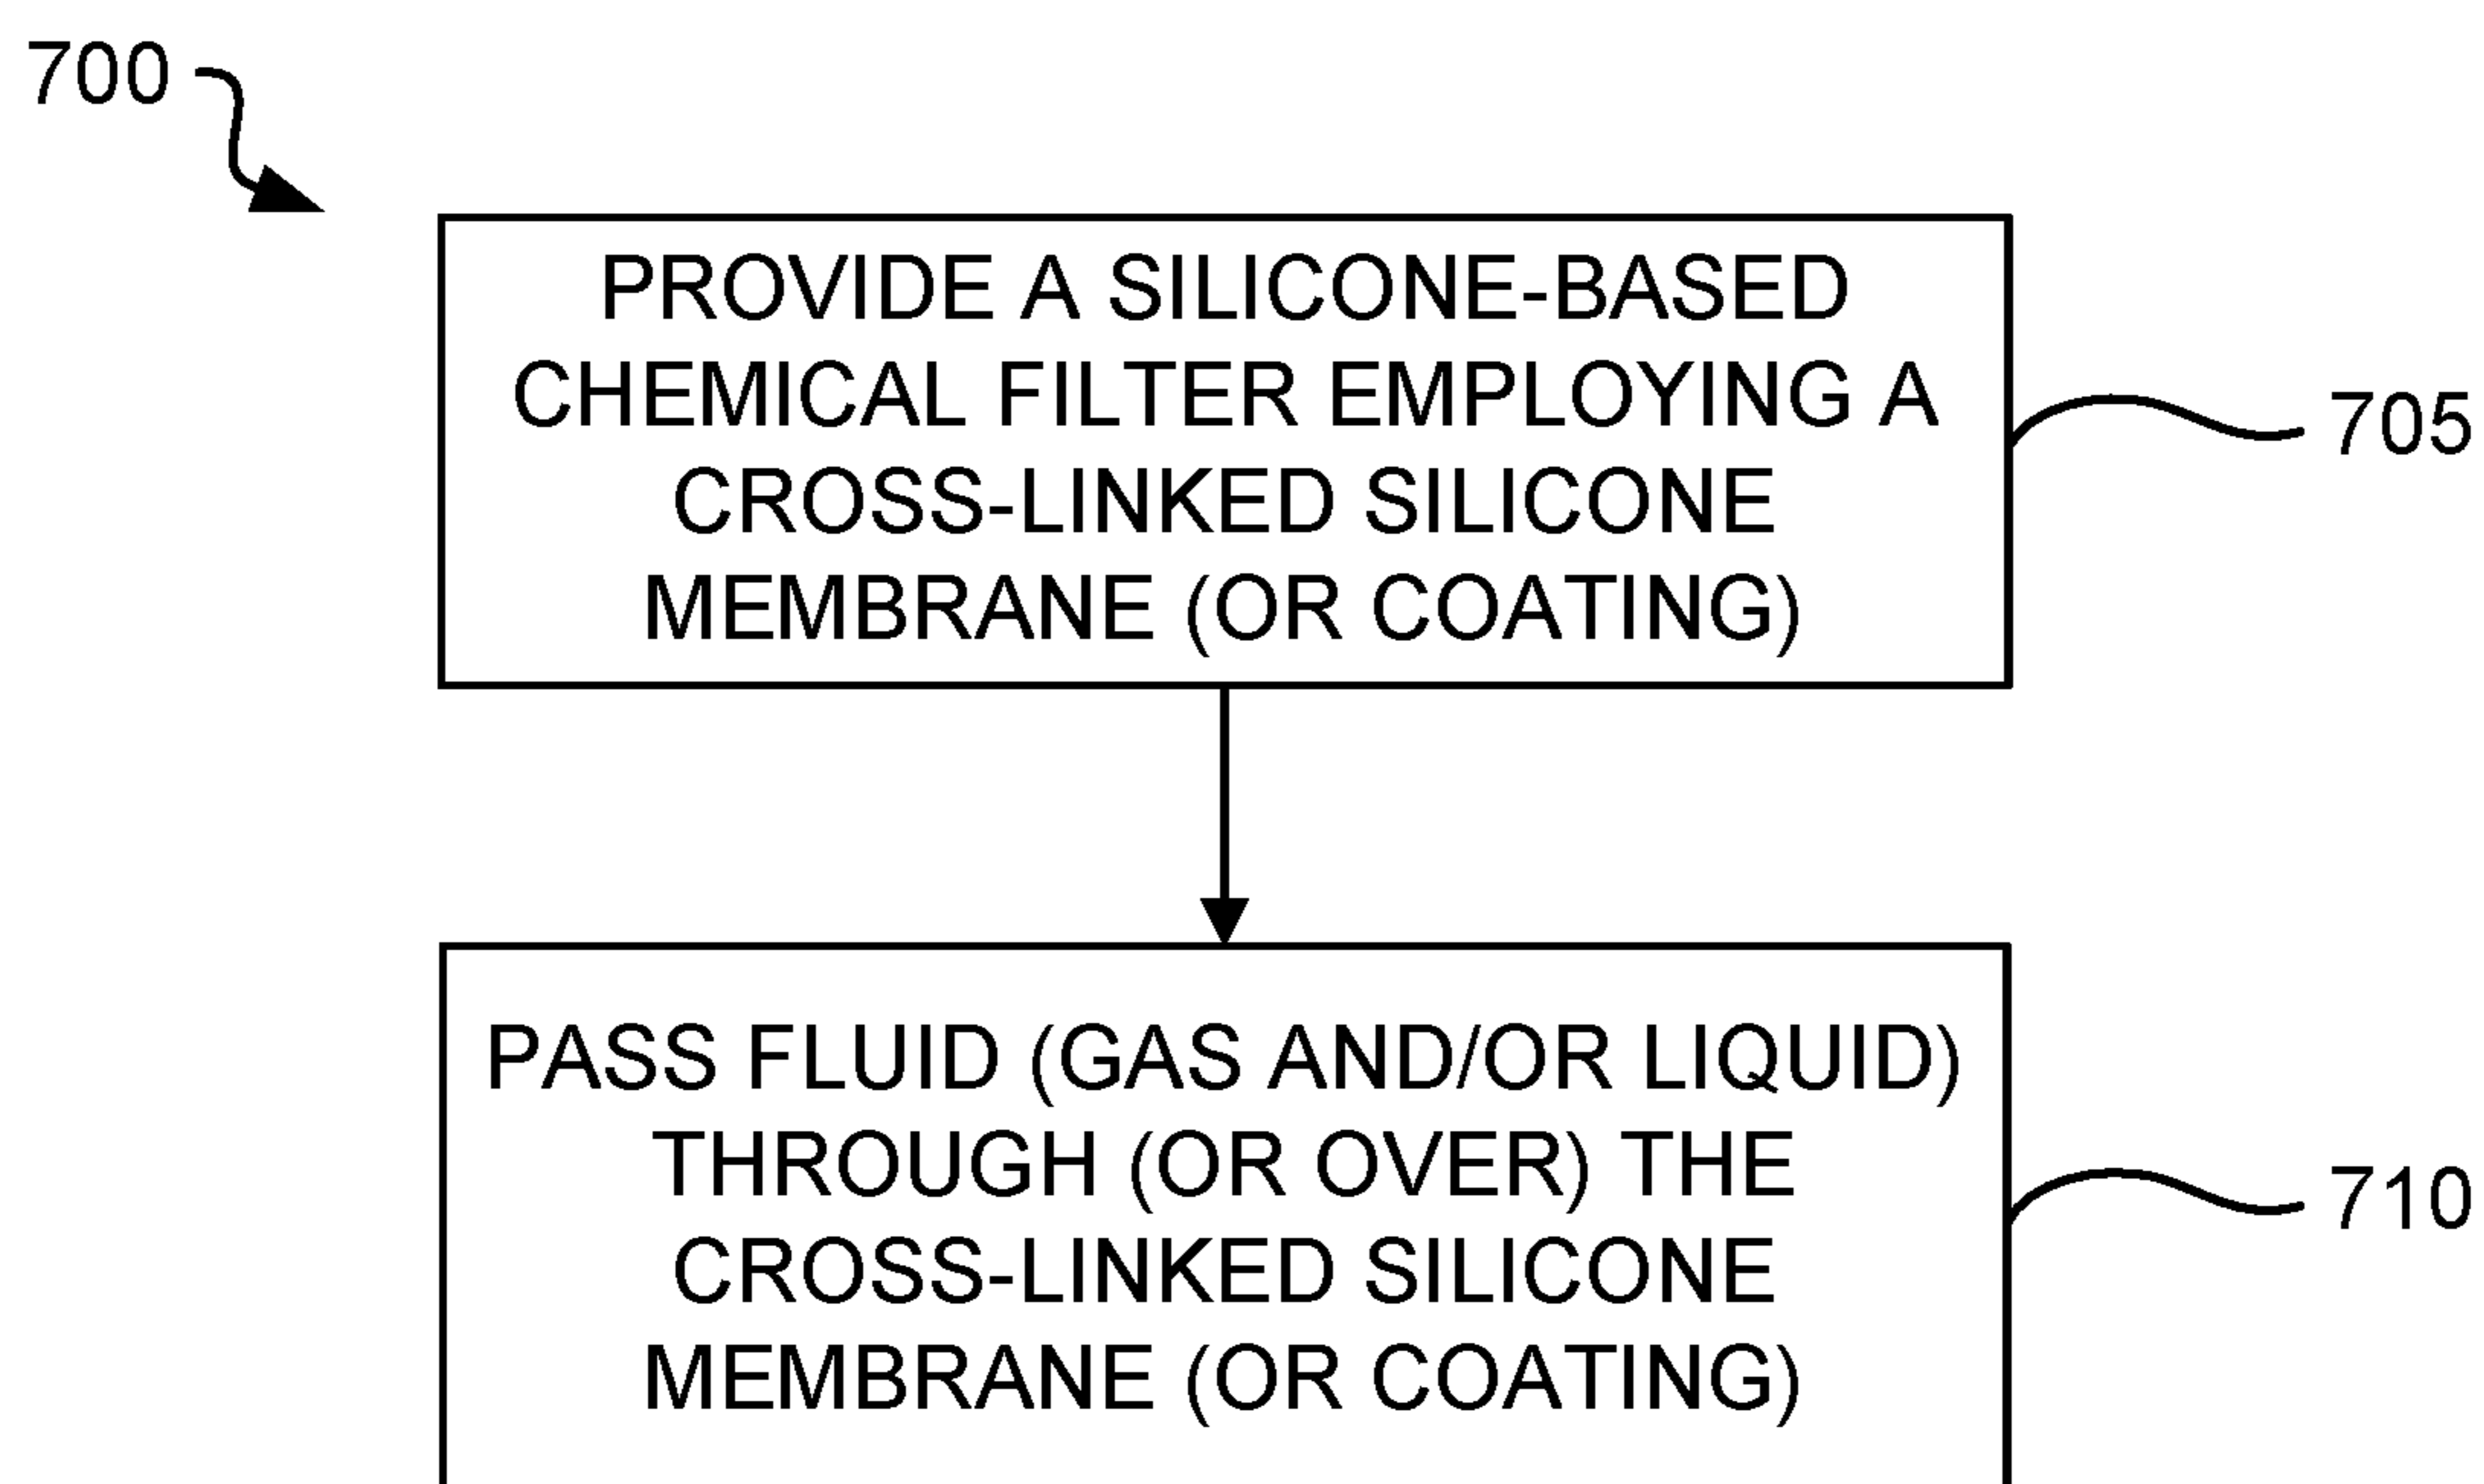 700
PROVIDE A SILICONE-BASED
CHEMICAL FILTER EMPLOYING A
CROSS-LINKED SILICONE
MEMBRANE (OR COATING)
705
PASS FLUID (GAS AND/OR LIQUID)
THROUGH (OR OVER) THE
CROSS-LINKED SILICONE
MEMBRANE (OR COATING)
710